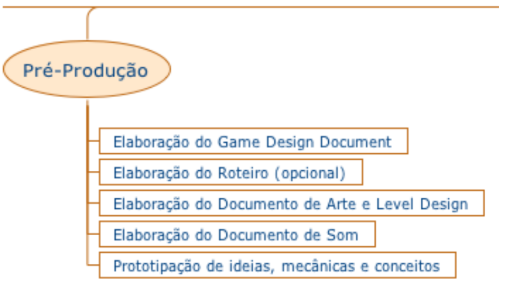 Pré-Produção
Elaboração do Game Design Document
Elaboração do Roteiro (opcional)
Elaboração do Documento de Arte e Level Design
Elaboração do Documento de Som
Prototipação de ideias, mecânicas e conceitos